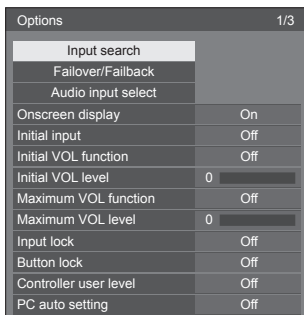 Options 1/3
Input search
Failover/Failback
Audio input select
Onscreen display On
Initial input Off
Initial VOL function Off
Initial VOL level 0
Maximum VOL function Off
Maximum VOL level 0
Input lock Off
Button lock Off
Controller user level Off
PC auto setting Off